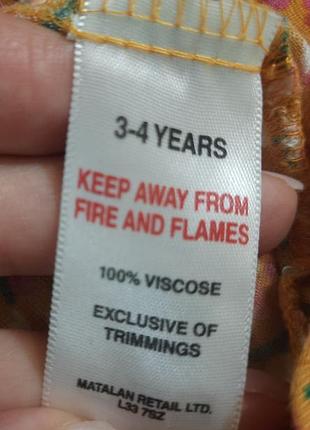 3-4 YEARS
KEEP AWAY FROM
FIRE AND FLAMES
100% VISCOSE
EXCLUSIVE OF
TRIMMINGS
MATALAN RETAIL LTD.
L33 7SZ